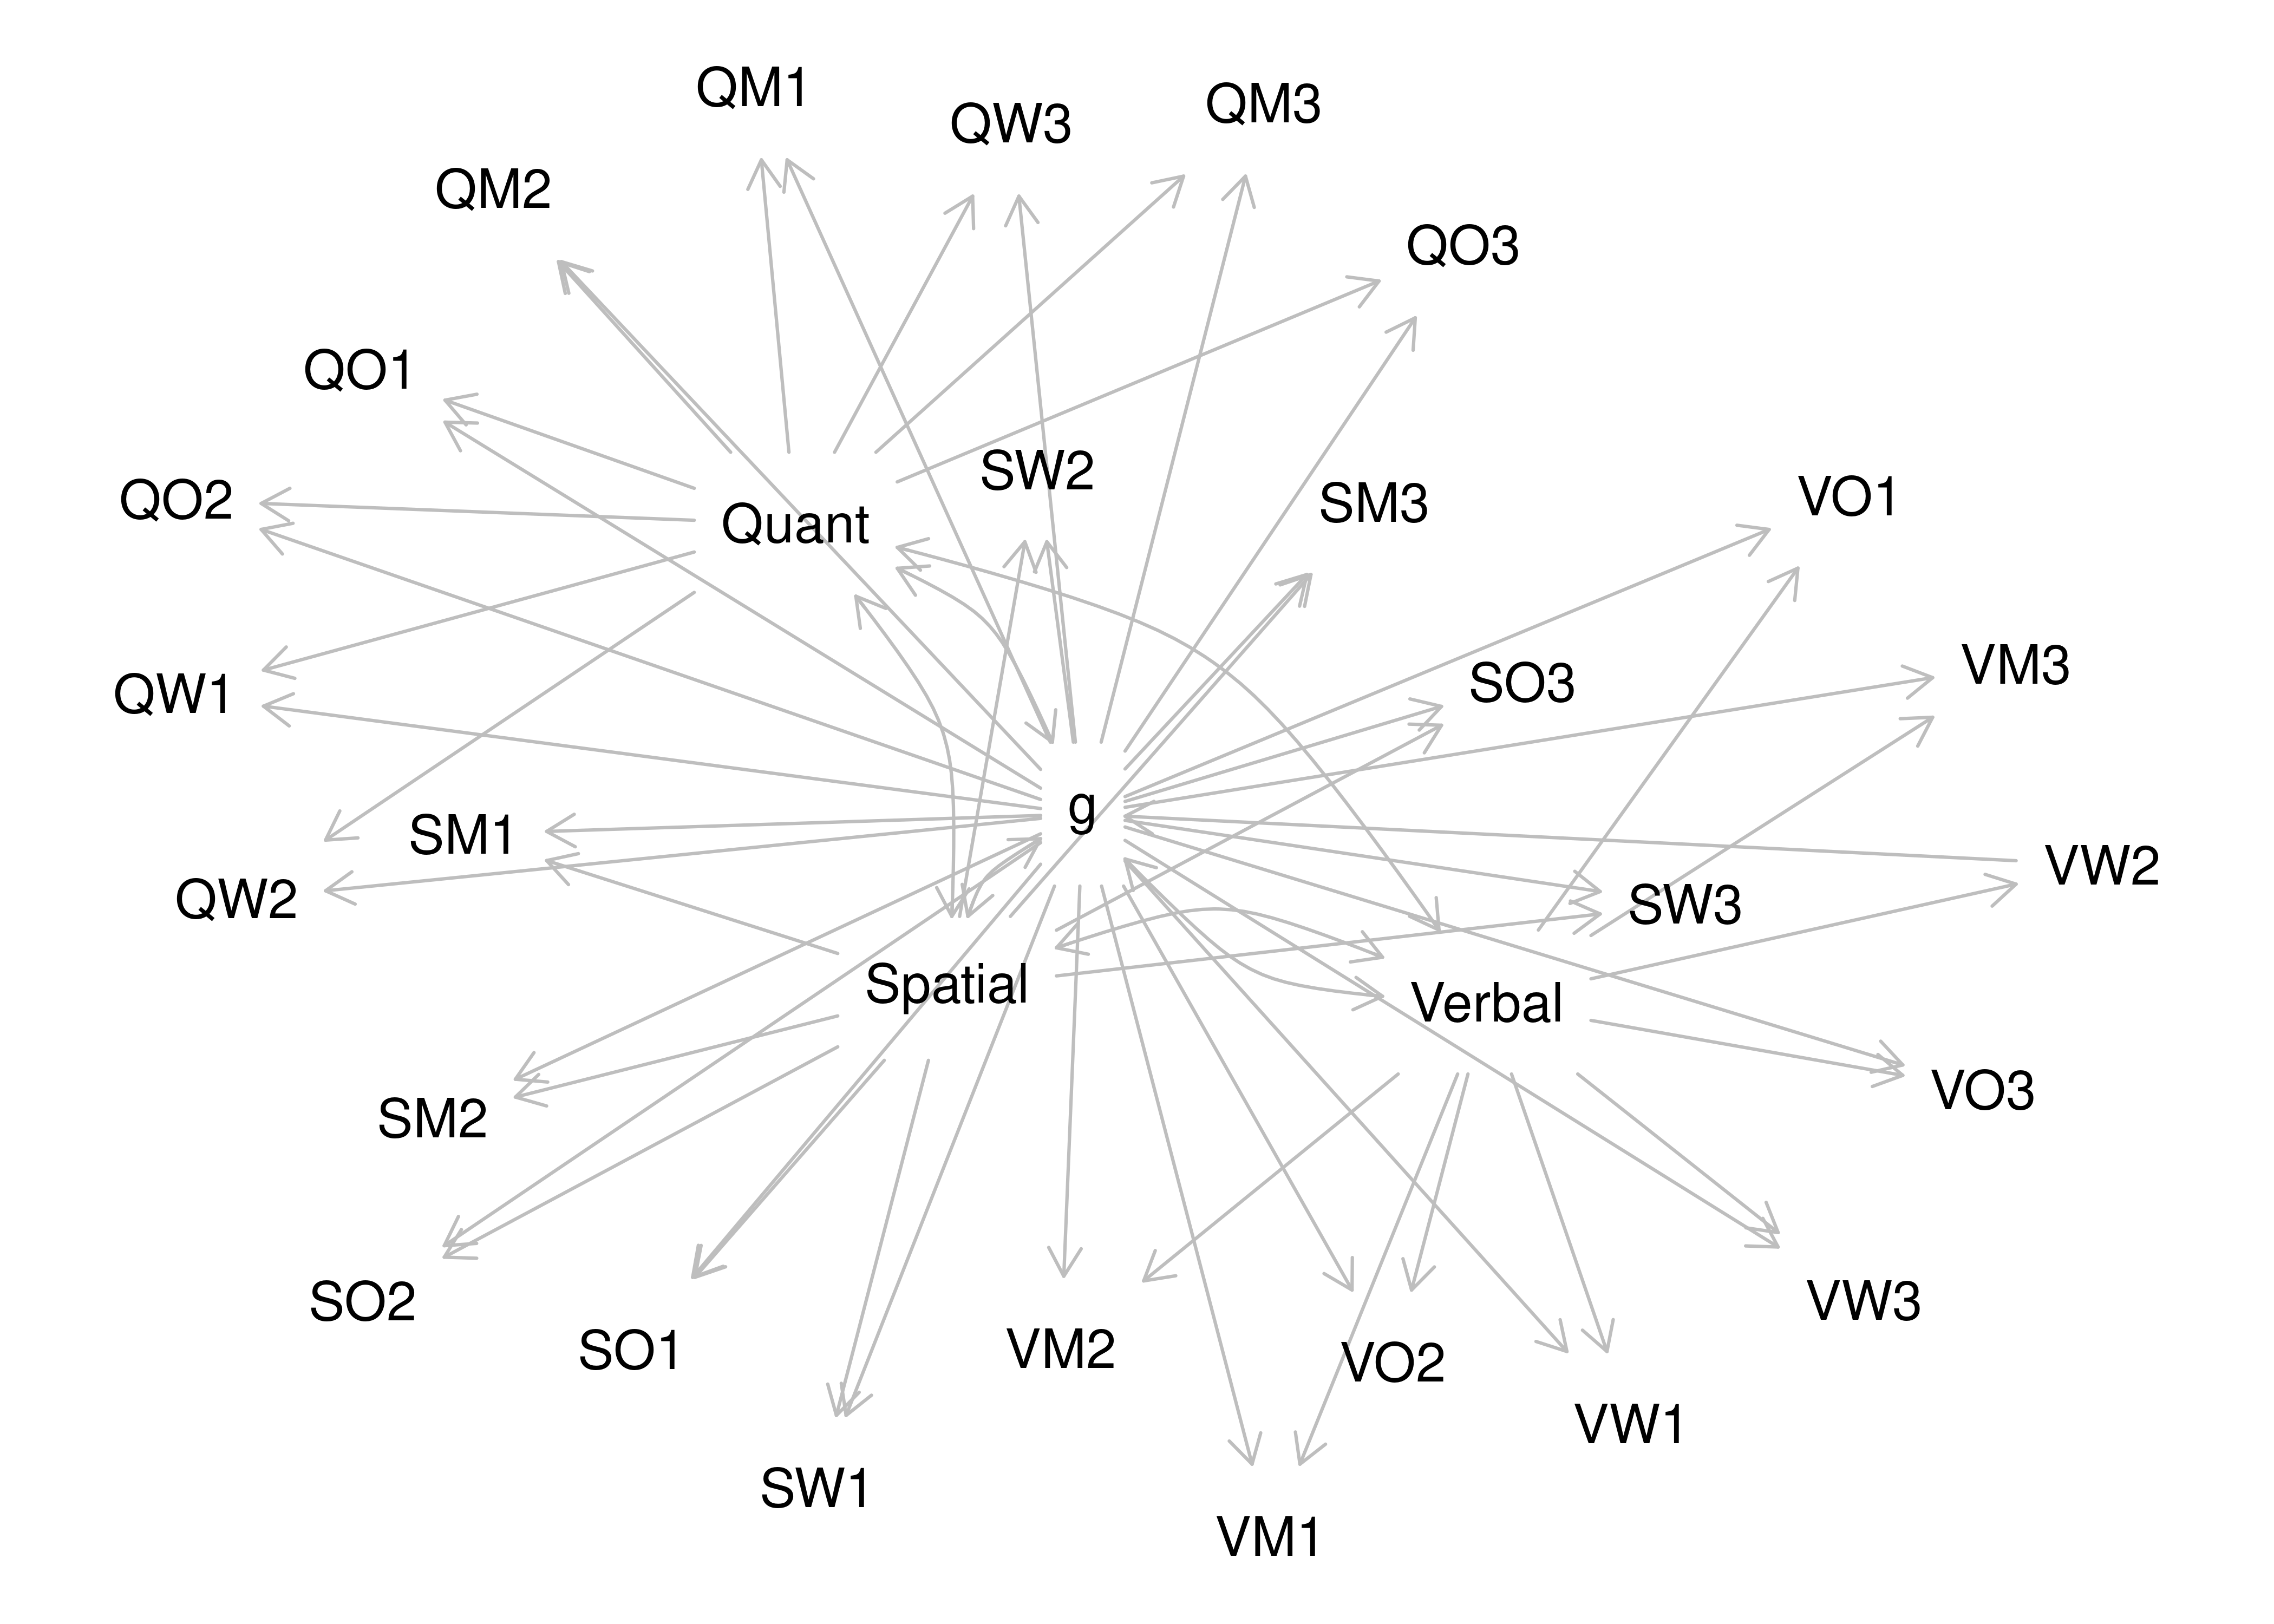 QM1
QM3
QW3
QM2
QO3
QO1
SW2
VO1
QO2
SM3
Quant
VM3
SO3
QW1
g
SM1
VW2
QW2
SW3
Spatial
Verbal
VO3
SM2
SO2
VW3
SO1
VM2
VO2
VW1
SW1
VM1